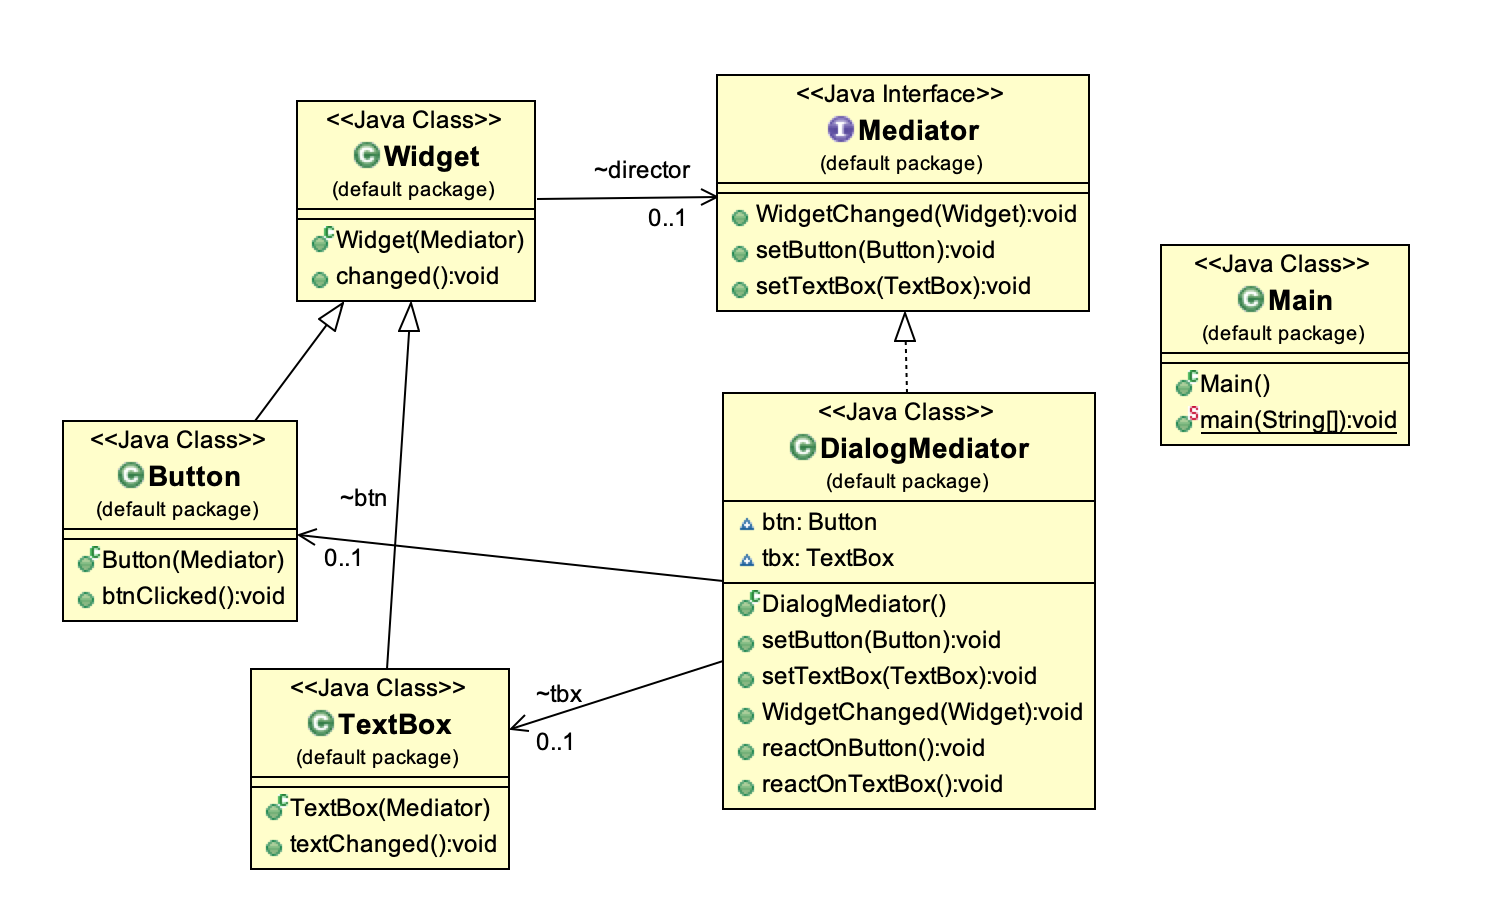 <<Java Class>>
Widget
(default package)
Widget(Mediator)
changed():void
~director
0..1
<<Java Interface>>
Mediator
(default package)
WidgetChanged(Widget):void
setButton(Button):void
setTextBox(TextBox):void
<<Java Class>>
Main
(default package)
Main()
main(String[]):void
<<Java Class>>
Button
(default package)
Button(Mediator)
btnClicked():void
~btn
0..1
<<Java Class>>
DialogMediator
(default package)
btn: Button
tbx: TextBox
DialogMediator()
setButton(Button):void
setTextBox(TextBox):void
WidgetChanged(Widget):void
reactOnButton():void
reactOnTextBox():void
~tbx
0..1
<<Java Class>>
TextBox
(default package)
TextBox(Mediator)
textChanged():void